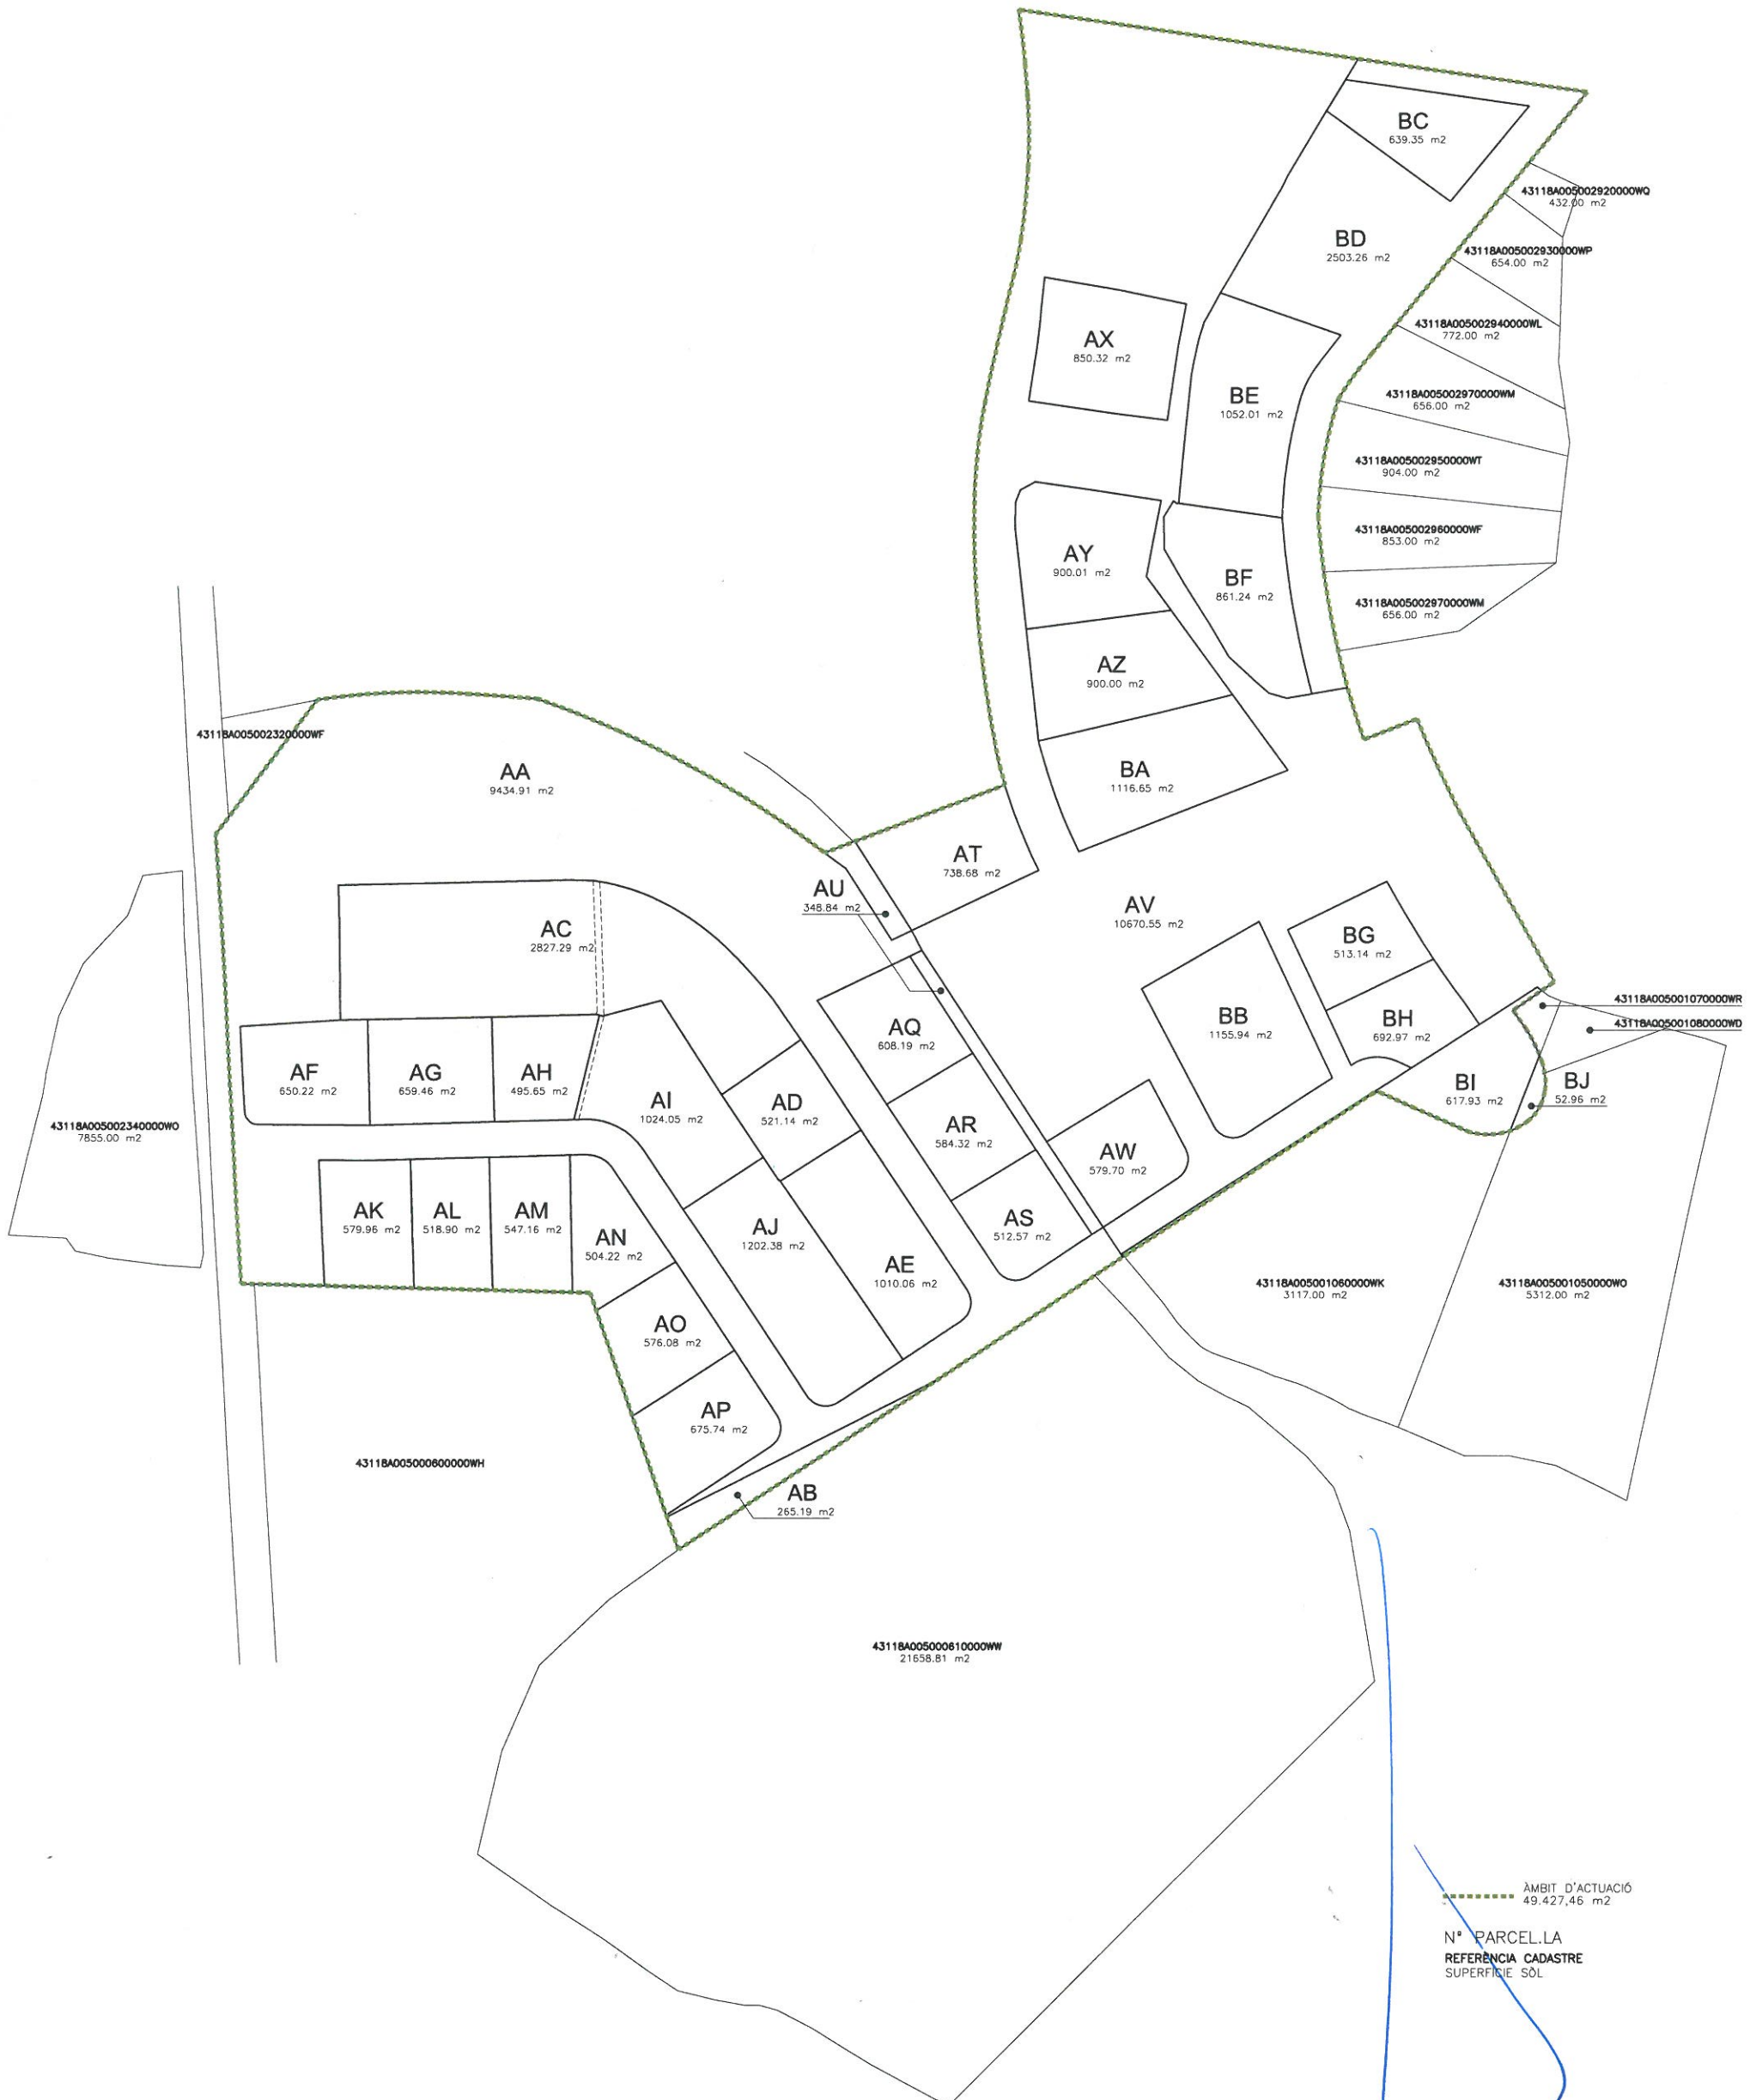 BC
639.35 m2
43118A005002920000WQ
432.00 m2
BD
2503.26 m2
43118A005002930000WP
654.00 m2
43118A005002940000WL
772.00 m2
AX
850.32 m2
BE
1052.01 m2
43118A005002970000WM
656.00 m2
43118A005002950000WT
904.00 m2
43118A005002960000WF
853.00 m2
AY
900.01 m2
BF
861.24 m2
43118A005002970000WM
656.00 m2
AZ
900.00 m2
43118A005002320000WF
AA
9434.91 m2
BA
1116.65 m2
AT
738.68 m2
AU
348.84 m2
AV
10670.55 m2
AC
2827.29 m2
BG
513.14 m2
43118A005001070000WR
BB
1155.94 m2
BH
692.97 m2
43118A005001080000WD
AQ
608.19 m2
AF
650.22 m2
AG
659.46 m2
AH
495.65 m2
BI
617.93 m2
BJ
52.96 m2
AI
1024.05 m2
AD
521.14 m2
43118A005002340000WO
7855.00 m2
AR
584.32 m2
AW
579.70 m2
AK
579.96 m2
AL
518.90 m2
AM
547.16 m2
AS
512.57 m2
AN
504.22 m2
AJ
1202.38 m2
AE
1010.06 m2
43118A005001060000WK
3117.00 m2
43118A005001050000WO
5312.00 m2
AO
576.08 m2
AP
675.74 m2
43118A005000600000WH
AB
265.19 m2
43118A005000610000WW
21658.81 m2
ÀMBIT D'ACTUACIÓ
49.427,46 m2
Nº PARCEL.LA
REFERÈNCIA CADASTRE
SUPERFÍCIE SÒL